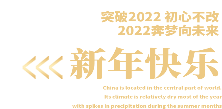 突破2022 初心不改
2022奔梦向未来
新年快乐
China is located in the central part of world.
Its climate is relatively dry most of the year
with spikes in precipitation during the summer months